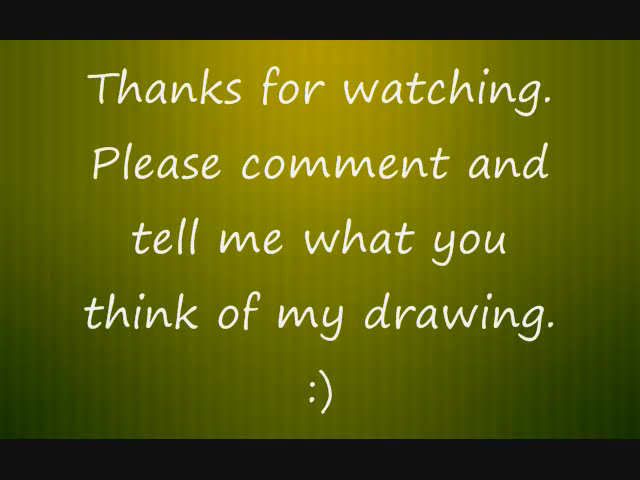 Thanks for watching.
Please comment and
tell me what you
think of my drawing.
:)